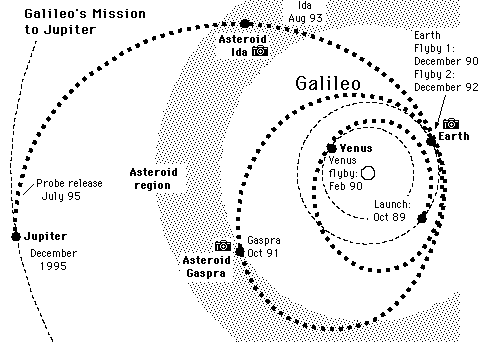 Galileo's Mission
to Jupiter
Ida
Aug 93
Asteroid
Ida
Earth
Flyby 1:
December 90
Flyby 2:
December 92
Galileo
Earth
Venus
Venus
flyby:
Feb 90
Asteroid
region
Probe release
July 95
Launch:
Oct 89
Jupiter
December
1995
Gaspra
Oct 91
Asteroid
Gaspra